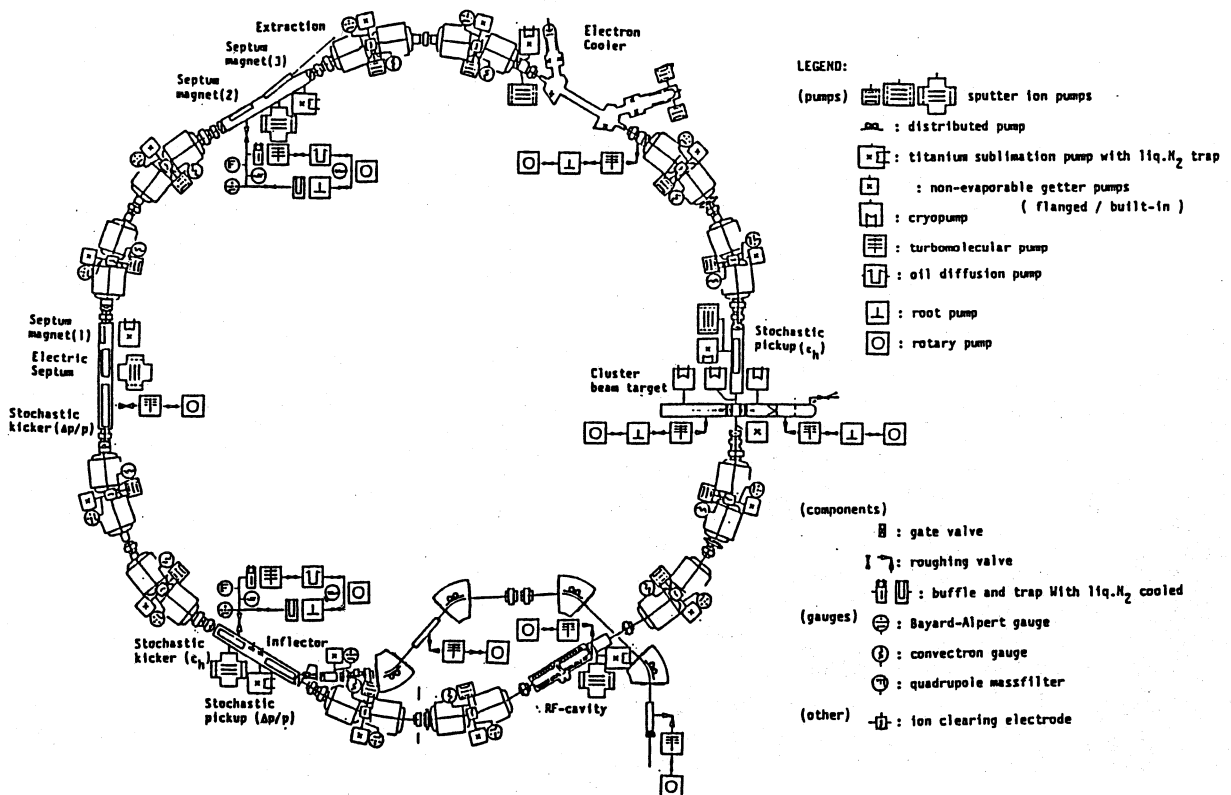 Extraction
Septum
magnet(3)
Septum
magnet(2)
Electron
Cooler
Septum
magnet(1)
Electric
Septum
Stochastic
kicker (Δp/p)
Stochastic
pickup(ε_h)
Cluster
beam target
Inflector
Stochastic
kicker (ε_h)
Stochastic
pickup (Δp/p)
RF-cavity
F
F
LEGEND:
(pumps) sputter ion pumps
: distributed pump
: titanium sublimation pump with liq.N₂ trap
: non-evaporable getter pumps
( flanged / built-in )
: cryopump
: turbomolecular pump
: oil diffusion pump
: root pump
: rotary pump
(components)
: gate valve
: roughing valve
: buffle and trap With liq.N₂ cooled
(gauges) : Bayard-Alpert gauge
: convectron gauge
: quadrupole massfilter
(other) : ion clearing electrode